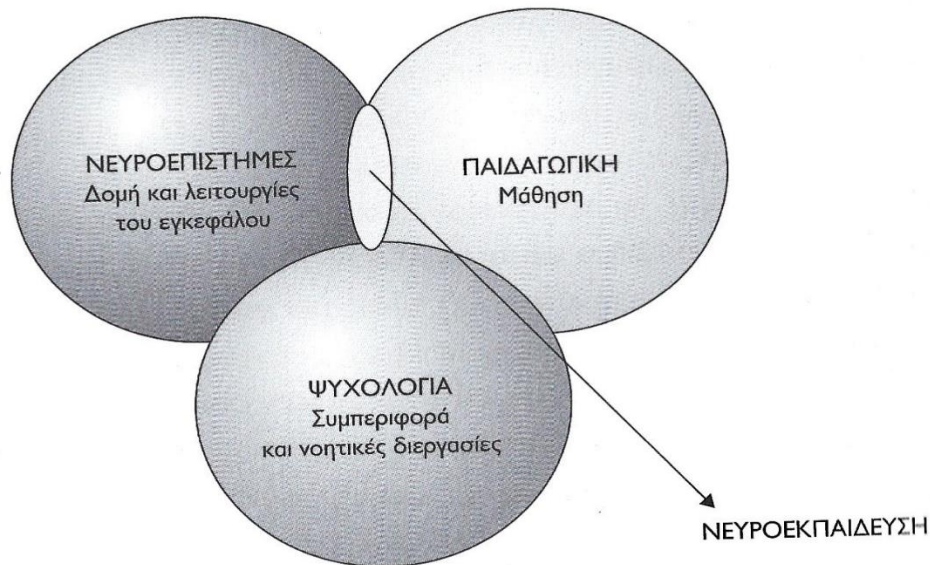 ΝΕΥΡΟΕΠΙΣΤΗΜΕΣ
Δομή και λειτουργίες
του εγκεφάλου
ΠΑΙΔΑΓΩΓΙΚΗ
Μάθηση
ΨΥΧΟΛΟΓΙΑ
Συμπεριφορά
και νοητικές διεργασίες
ΝΕΥΡΟΕΚΠΑΙΔΕΥΣΗ